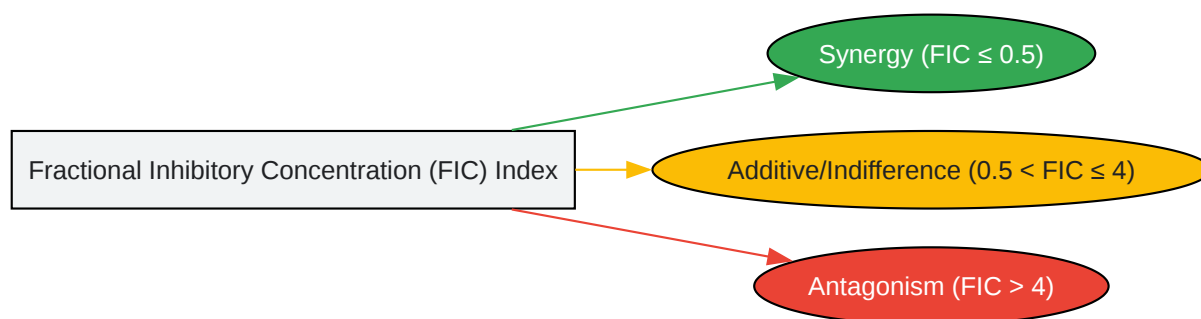 Synergy (FIC ≤ 0.5)
Fractional Inhibitory Concentration (FIC) Index
Additive/Indifference (0.5 < FIC ≤ 4)
Antagonism (FIC > 4)